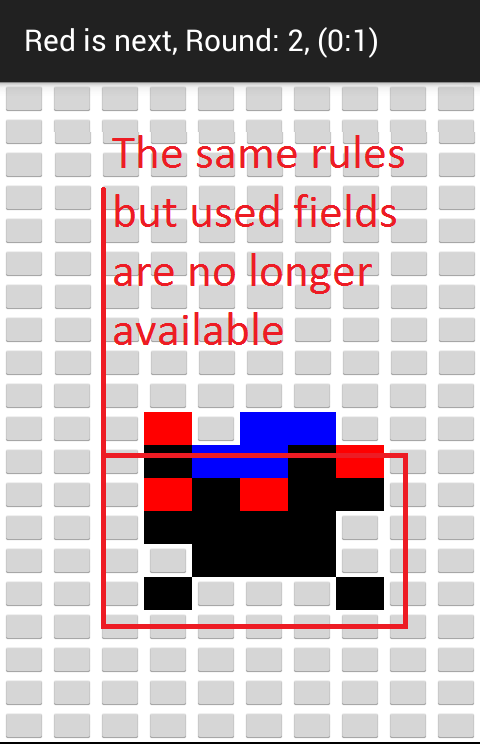 Red is next, Round: 2, (0:1)
The same rules
but used fields
are no longer
available